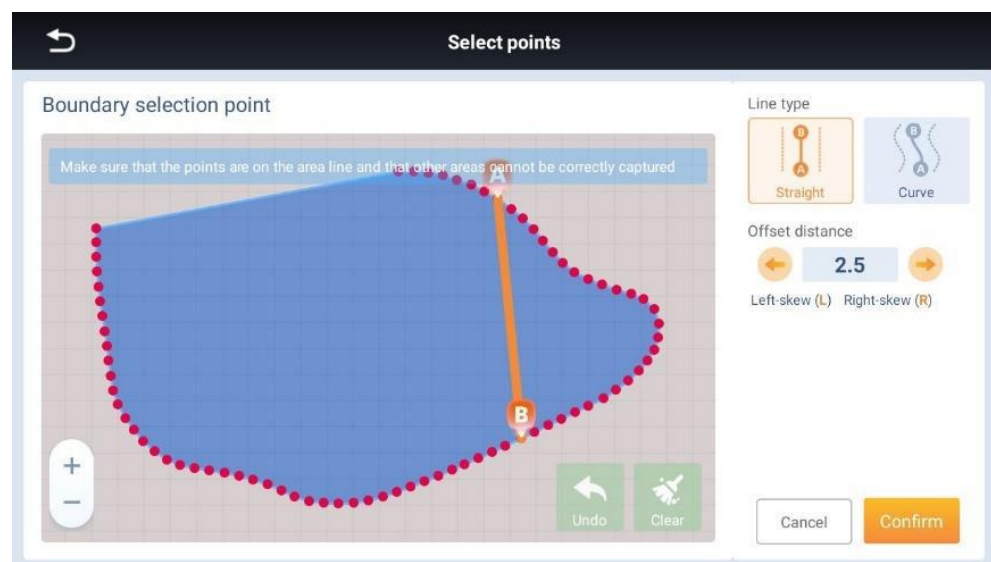 Select points
Boundary selection point
Make sure that the points are on the area line and that other areas cannot be correctly captured
A
B
+
−
Undo
Clear
Line type
B
A
Straight
B
A
Curve
Offset distance
2.5
Left-skew (L) Right-skew (R)
Cancel
Confirm